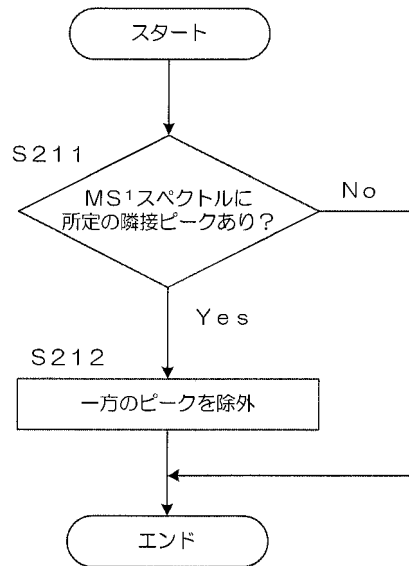 スタート
S211
MS¹スペクトルに
所定の隣接ピークあり?
No
Yes
S212
一方のピークを除外
エンド